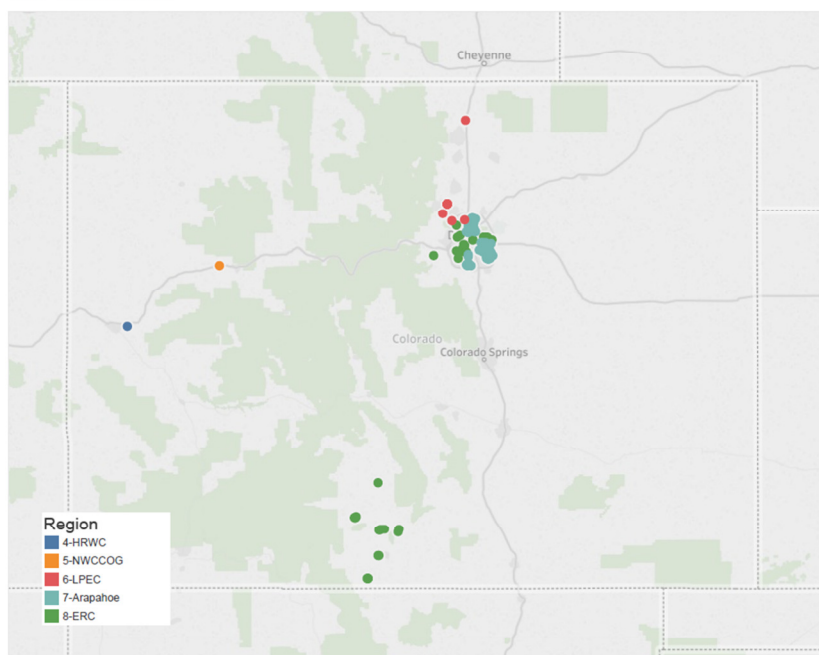 Cheyenne
Colorado
Colorado Springs
Region
4-HRWC
5-NWCCOG
6-LPEC
7-Arapahoe
8-ERC